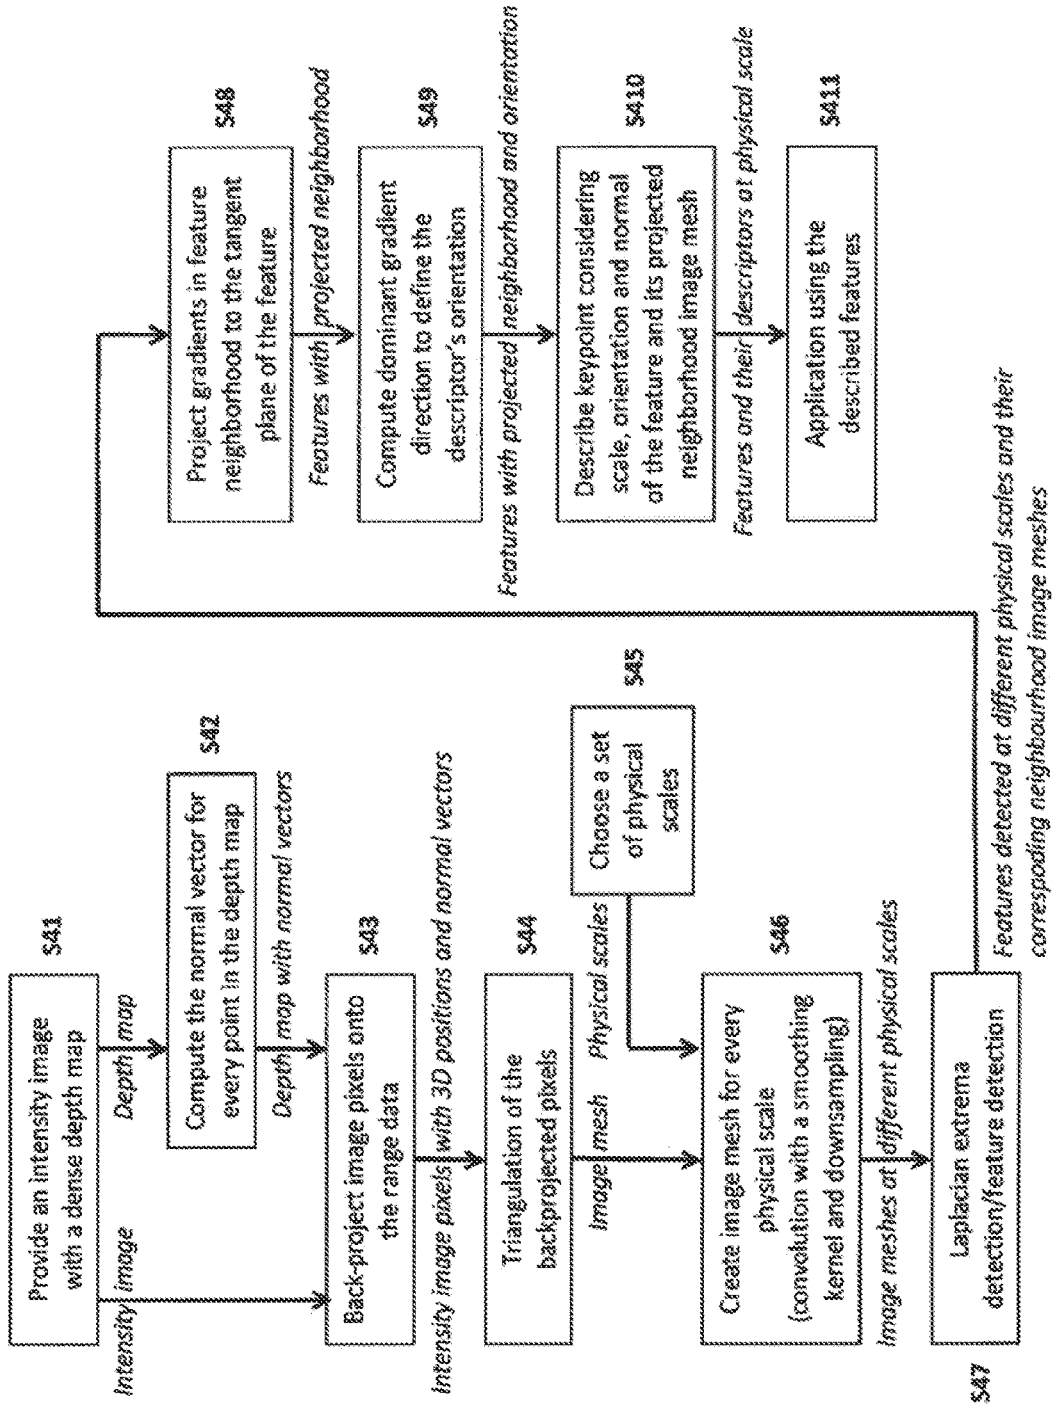 S41
Provide an intensity image
with a dense depth map
Intensity image
Depth map
S42
Compute the normal vector for
every point in the depth map
Depth map with normal vectors
S43
Back-project image pixels onto
the range data
Intensity image pixels with 3D positions and normal vectors
S44
Triangulation of the
backprojected pixels
Image mesh
Physical scales
S45
Choose a set
of physical
scales
S46
Create image mesh for every
physical scale
(convolution with a smoothing
kernel and downsampling)
Image meshes at different physical scales
S47
Laplacian extrema
detection/feature detection
Features detected at different physical scales and their
correspoding neighbourhood image meshes
S48
Project gradients in feature
neighborhood to the tangent
plane of the feature
Features with projected neighborhood
S49
Compute dominant gradient
direction to define the
descriptor's orientation
Features with projected neighborhood and orientation
S410
Describe keypoint considering
scale, orientation and normal
of the feature and its projected
neighborhood image mesh
Features and their descriptors at physical scale
S411
Application using the
described features